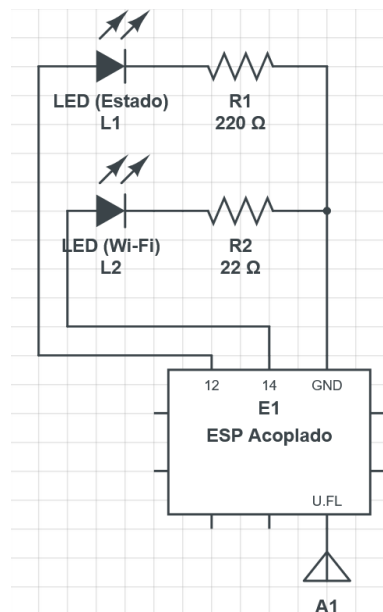 LED (Estado)
L1
R1
220 Ω
LED (Wi-Fi)
L2
R2
22 Ω
12 14 GND
E1
ESP Acoplado
U.FL
A1